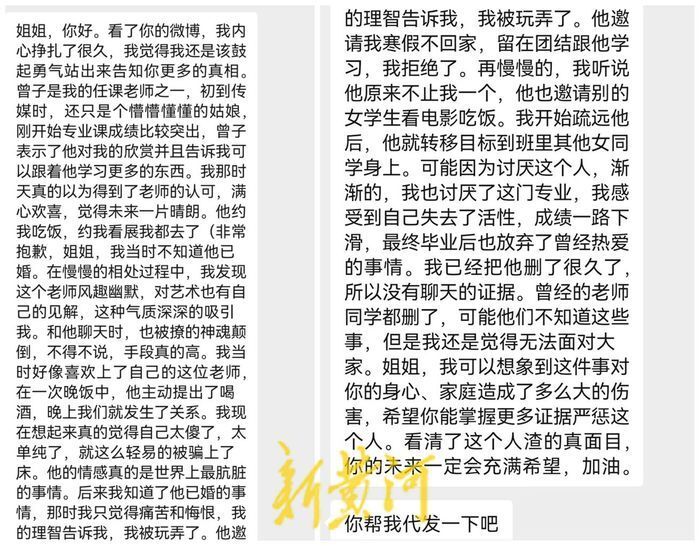 姐姐，你好。看了你的微博，我内
心挣扎了很久，我觉得我还是该鼓
起勇气站出来告知你更多的真相。
曾子是我的任课老师之一，初到传
媒时，还只是个懵懵懂懂的姑娘，
刚开始专业课成绩比较突出，曾子
表示了他对我的欣赏并且告诉我可
以跟着他学习更多的东西。我那时
天真的以为得到了老师的认可，满
心欢喜，觉得未来一片晴朗。他约
我吃饭，约我看展我都去了（非常
抱歉，姐姐，我当时不知道他已
婚。在慢慢的相处过程中，我发现
这个老师风趣幽默，对艺术也有自
己的见解，这种气质深深的吸引
我。和他聊天时，也被撩的神魂颠
倒，不得不说，手段真的高。我当
时好像喜欢上了自己的这位老师，
在一次晚饭中，他主动提出了喝
酒，晚上我们就发生了关系。我现
在想起来真的觉得自己太傻了，太
单纯了，就这么轻易的被骗上了
床。他的情感真的是世界上最肮脏
的事情。后来我知道了他已婚的事
情，那时我只觉得痛苦和悔恨，我
的理智告诉我，我被玩弄了。他邀
的理智告诉我，我被玩弄了。他邀
请我寒假不回家，留在团结跟他学
习，我拒绝了。再慢慢的，我听说
他原来不止我一个，他也邀请别的
女学生看电影吃饭。我开始疏远他
后，他就转移目标到班里其他女同
学身上。可能因为讨厌这个人，渐
渐的，我也讨厌了这门专业，我感
受到自己失去了活性，成绩一路下
滑，最终毕业后也放弃了曾经热爱
的事情。我已经把他删了很久了，
所以没有聊天的证据。曾经的老师
同学都删了，可能他们不知道这些
事，但是我还是觉得无法面对大
家。姐姐，我可以想象到这件事对
你的身心、家庭造成了多么大的伤
害，希望你能掌握更多证据严惩这
个人。看清了这个人渣的真面目，
你的未来一定会充满希望，加油。
你帮我代发一下吧
新黄河